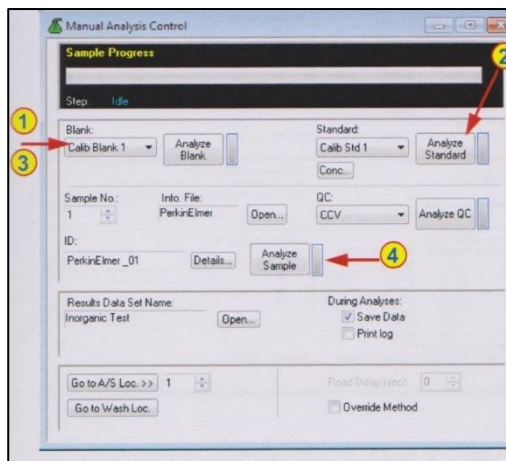 Manual Analysis Control
Sample Progress
Step: Idle
1
2
3
Blank:
Standard:
Calib Blank 1
Analyze Blank
Calib Std 1
Analyze Standard
Conc...
Sample No.:
Info. File:
QC:
1
PerkinElmer
Open...
CCV
Analyze QC
ID:
PerkinElmer_01
Details...
Analyze Sample
4
Results Data Set Name:
During Analyses:
Inorganic Test
Open...
Save Data
Print log
Go to A/S Loc. >>
1
Read Delay (sec):
0
Go to Wash Loc.
Override Method